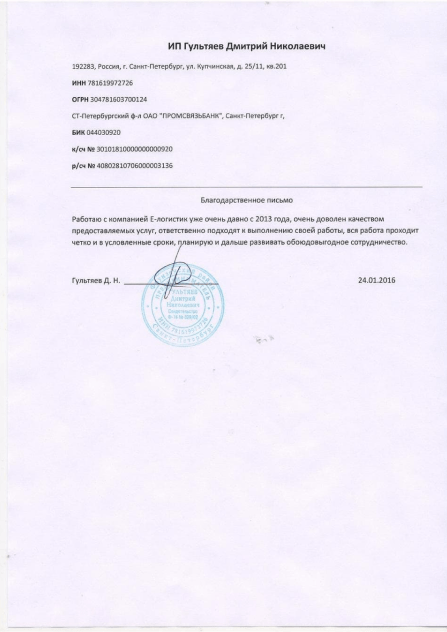 ИП Гультяев Дмитрий Николаевич
192283, Россия, г. Санкт-Петербург, ул. Купчинская, д. 25/11, кв.201
ИНН 781619972726
ОГРН 304781603700124
СТ-Петербургский ф-л ОАО "ПРОМСВЯЗЬБАНК", Санкт-Петербург г,
БИК 044030920
к/сч № 30101810000000000920
р/сч № 40802810706000003136
Благодарственное письмо
Работаю с компанией Е-логистик уже очень давно с 2013 года, очень доволен качеством
предоставляемых услуг, ответственно подходят к выполнению своей работы, вся работа проходит
четко и в условленные сроки, планирую и дальше развивать обоюдовыгодное сотрудничество.
Гультяев Д. Н.
24.01.2016
Дмитрий
Николаевич
Санкт-Петербург